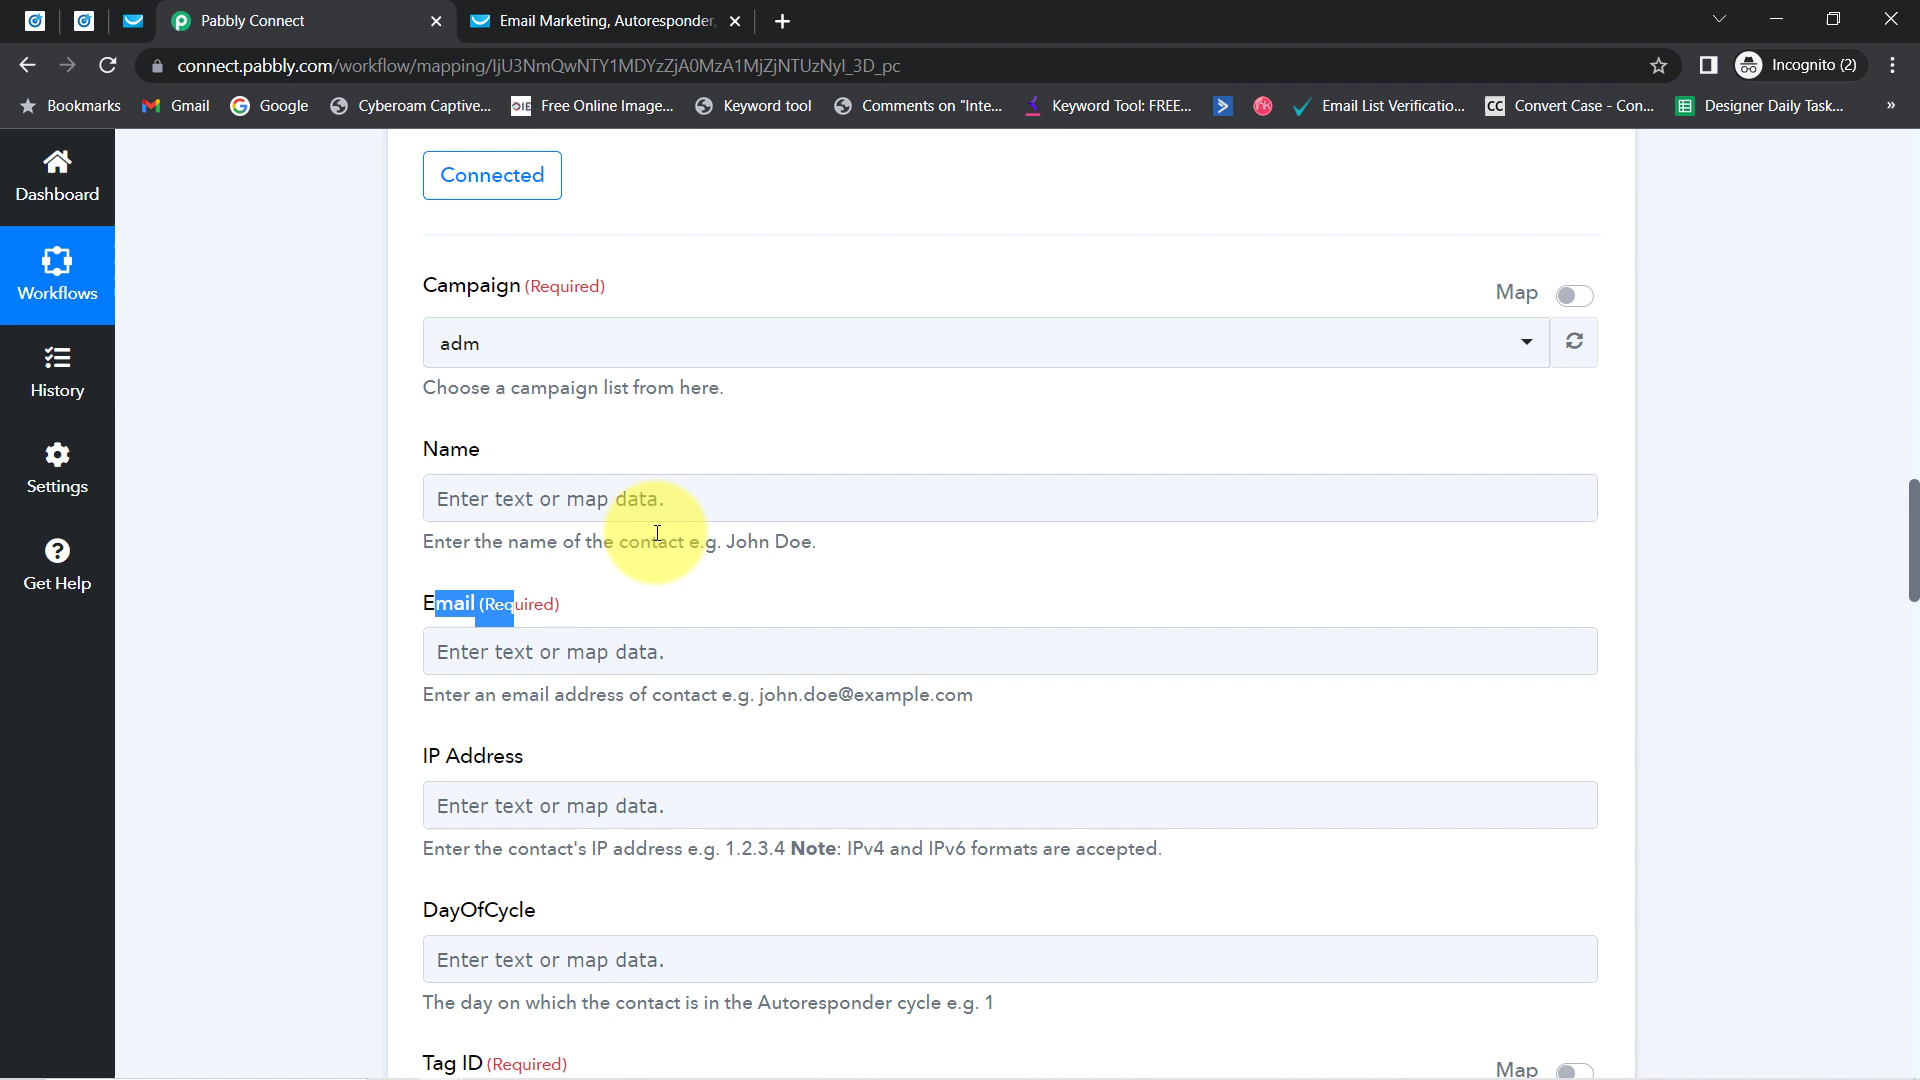 Pabbly Connect
Email Marketing, Autoresponder,
connect.pabbly.com/workflow/mapping/IjU3NmQwNTY1MDYzZjA0MzA1MjZjNTUzNyI_3D_pc
Incognito (2)
Bookmarks
Gmail
Google
Cyberoam Captive...
OIE
Free Online Image...
Keyword tool
Comments on "Inte...
Keyword Tool: FREE...
Email List Verificatio...
CC
Convert Case - Con...
Designer Daily Task...
»
Dashboard
Workflows
History
Settings
Get Help
Connected
Campaign (Required)
Map
adm
Choose a campaign list from here.
Name
Enter text or map data.
Enter the name of the contact e.g. John Doe.
Email (Required)
Enter text or map data.
Enter an email address of contact e.g. john.doe@example.com
IP Address
Enter text or map data.
Enter the contact's IP address e.g. 1.2.3.4 Note: IPv4 and IPv6 formats are accepted.
DayOfCycle
Enter text or map data.
The day on which the contact is in the Autoresponder cycle e.g. 1
Tag ID (Required)
Map